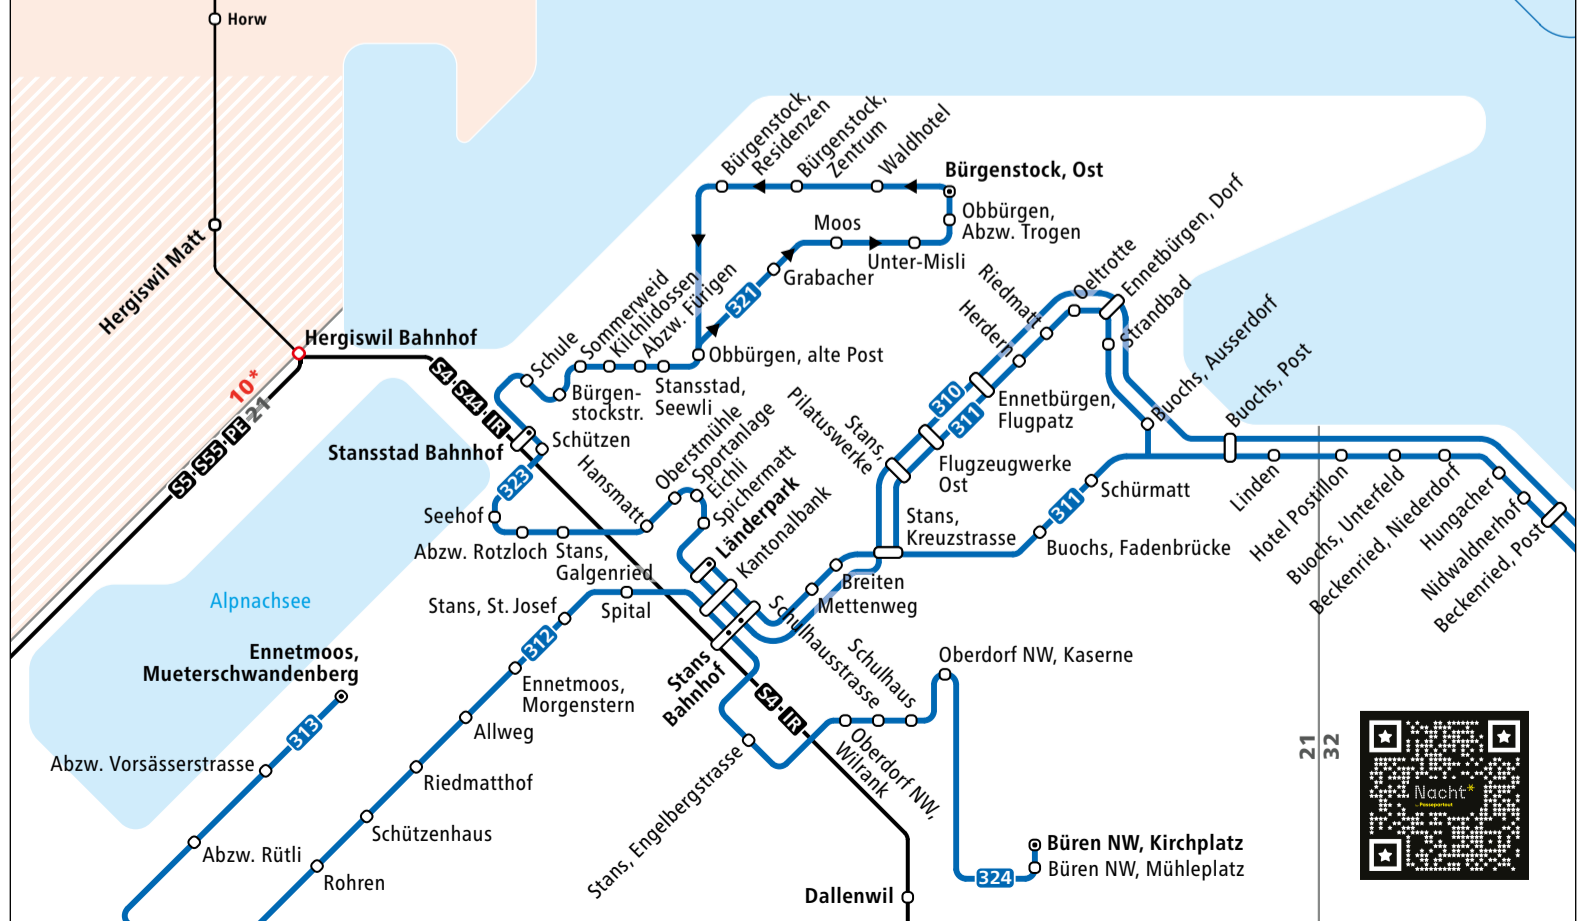 Horw
Hergiswil Matt
Hergiswil Bahnhof
10*
S5 S55 PE 21
S4 S44 IR
Stansstad Bahnhof
Alpnachsee
Bürgenstock,
Residenzen
Bürgenstock,
Zentrum
Waldhotel
Bürgenstock, Ost
Obbürgen,
Abzw. Trogen
Moos
Unter-Misli
Grabacher
321
Obbürgen, alte Post
Schule
Sommerweid
Kilchlidossen
Abzw. Fürigen
Stansstad,
Seewli
Bürgen-
stockstr.
Schützen
323
Seehof
Abzw. Rotzloch
Stans,
Galgenried
Hansmatt
Oberstmühle
Sportanlage
Eichli
Spichermatt
Länderpark
Kantonalbank
Stans, St. Josef
Spital
312
Stans
Bahnhof
Schulhausstrasse
Mettenweg
Breiten
Stans,
Kreuzstrasse
Stans,
Pilatuswerke
Flugzeugwerke
Ost
310
311
Ennetbürgen,
Flugpatz
Herdern
Riedmatt
Oeltrotte
Ennetbürgen, Dorf
Strandbad
Buochs, Ausserdorf
Buochs, Post
Schürmatt
311
Buochs, Fadenbrücke
Linden
Hotel Postillon
Buochs, Unterfeld
Beckenried, Niederdorf
Hungacher
Nidwaldnerhof
Beckenried, Post
Ennetmoos,
Mueterschwandenberg
313
Abzw. Vorsässerstrasse
Abzw. Rütli
Ennetmoos,
Morgenstern
Allweg
Riedmatthof
Schützenhaus
Rohren
S4 IR
Stans, Engelbergstrasse
Oberdorf NW,
Wilrank
Schulhaus
Oberdorf NW, Kaserne
324
Büren NW, Kirchplatz
Büren NW, Mühleplatz
Dallenwil
21
32
Nacht*
by Passepartout